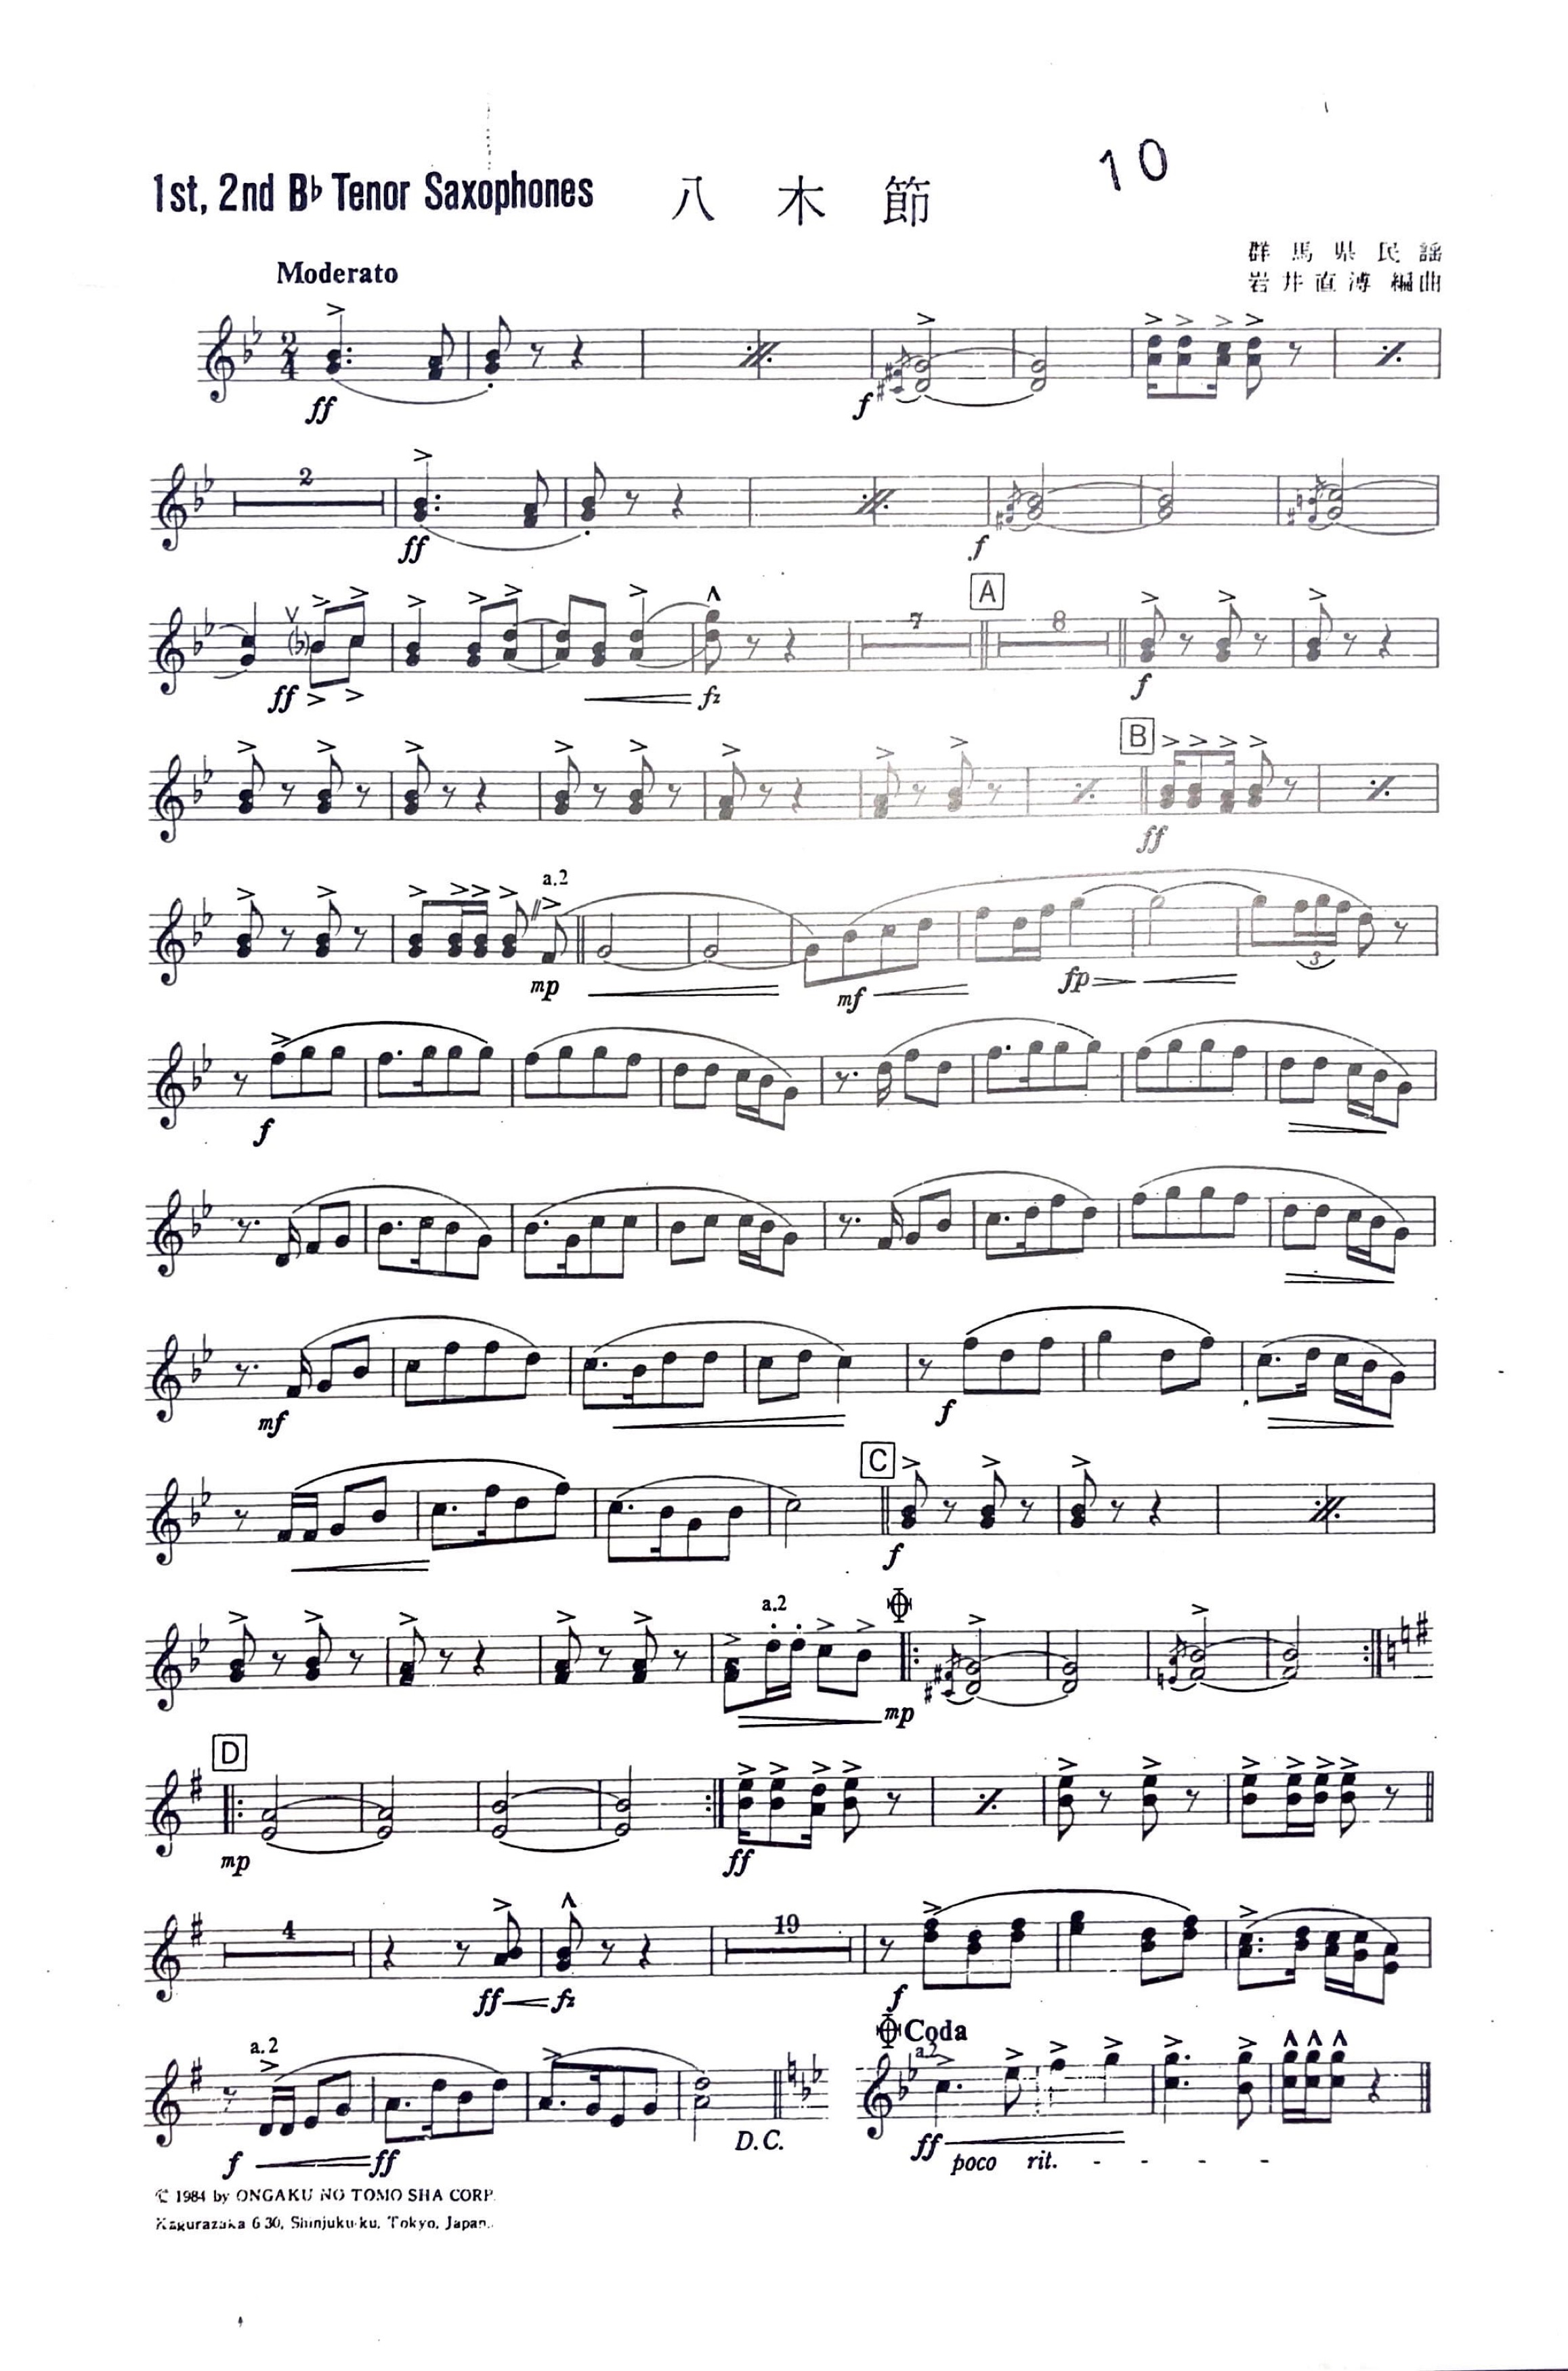 10
1st, 2nd B♭ Tenor Saxophones 八木節
群馬県民謡
岩井直溥 編曲
Moderato
2 4
ff f
2
ff f
A
(♭) 7 8
ff fz f
B
ff
a.2
mp mf fp 3
f
mf f
C
f
a.2
mp
D
mp ff
4 19
ff fz f
Coda
a.2 a.2
f ff D.C. ff poco rit. - - - -
© 1984 by ONGAKU NO TOMO SHA CORP.
Kagurazaka 6-30, Shinjuku-ku, Tokyo, Japan.